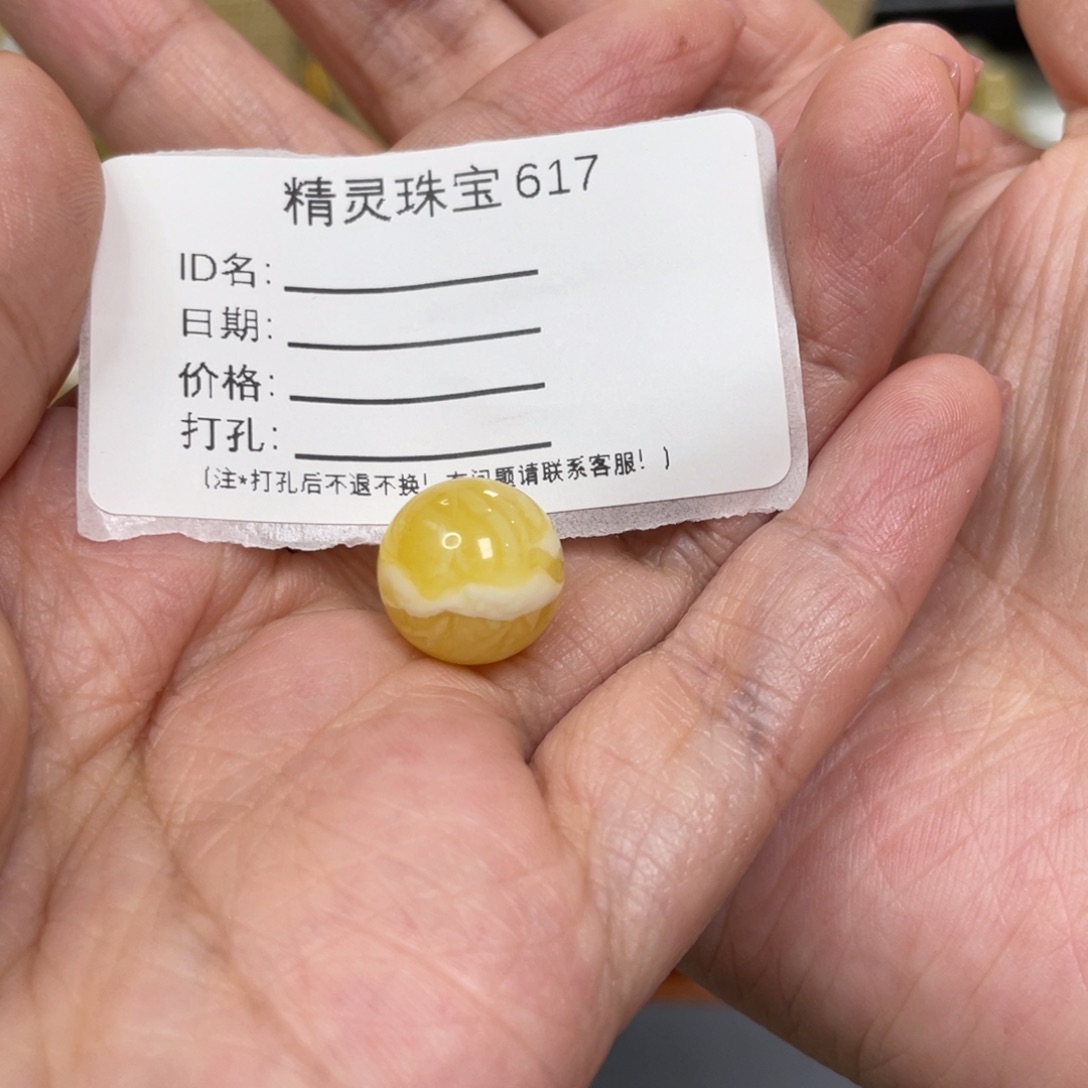 精灵珠宝 617
ID名：
日期：
价格：
打孔：
(注*打孔后不退不换！有问题请联系客服！)